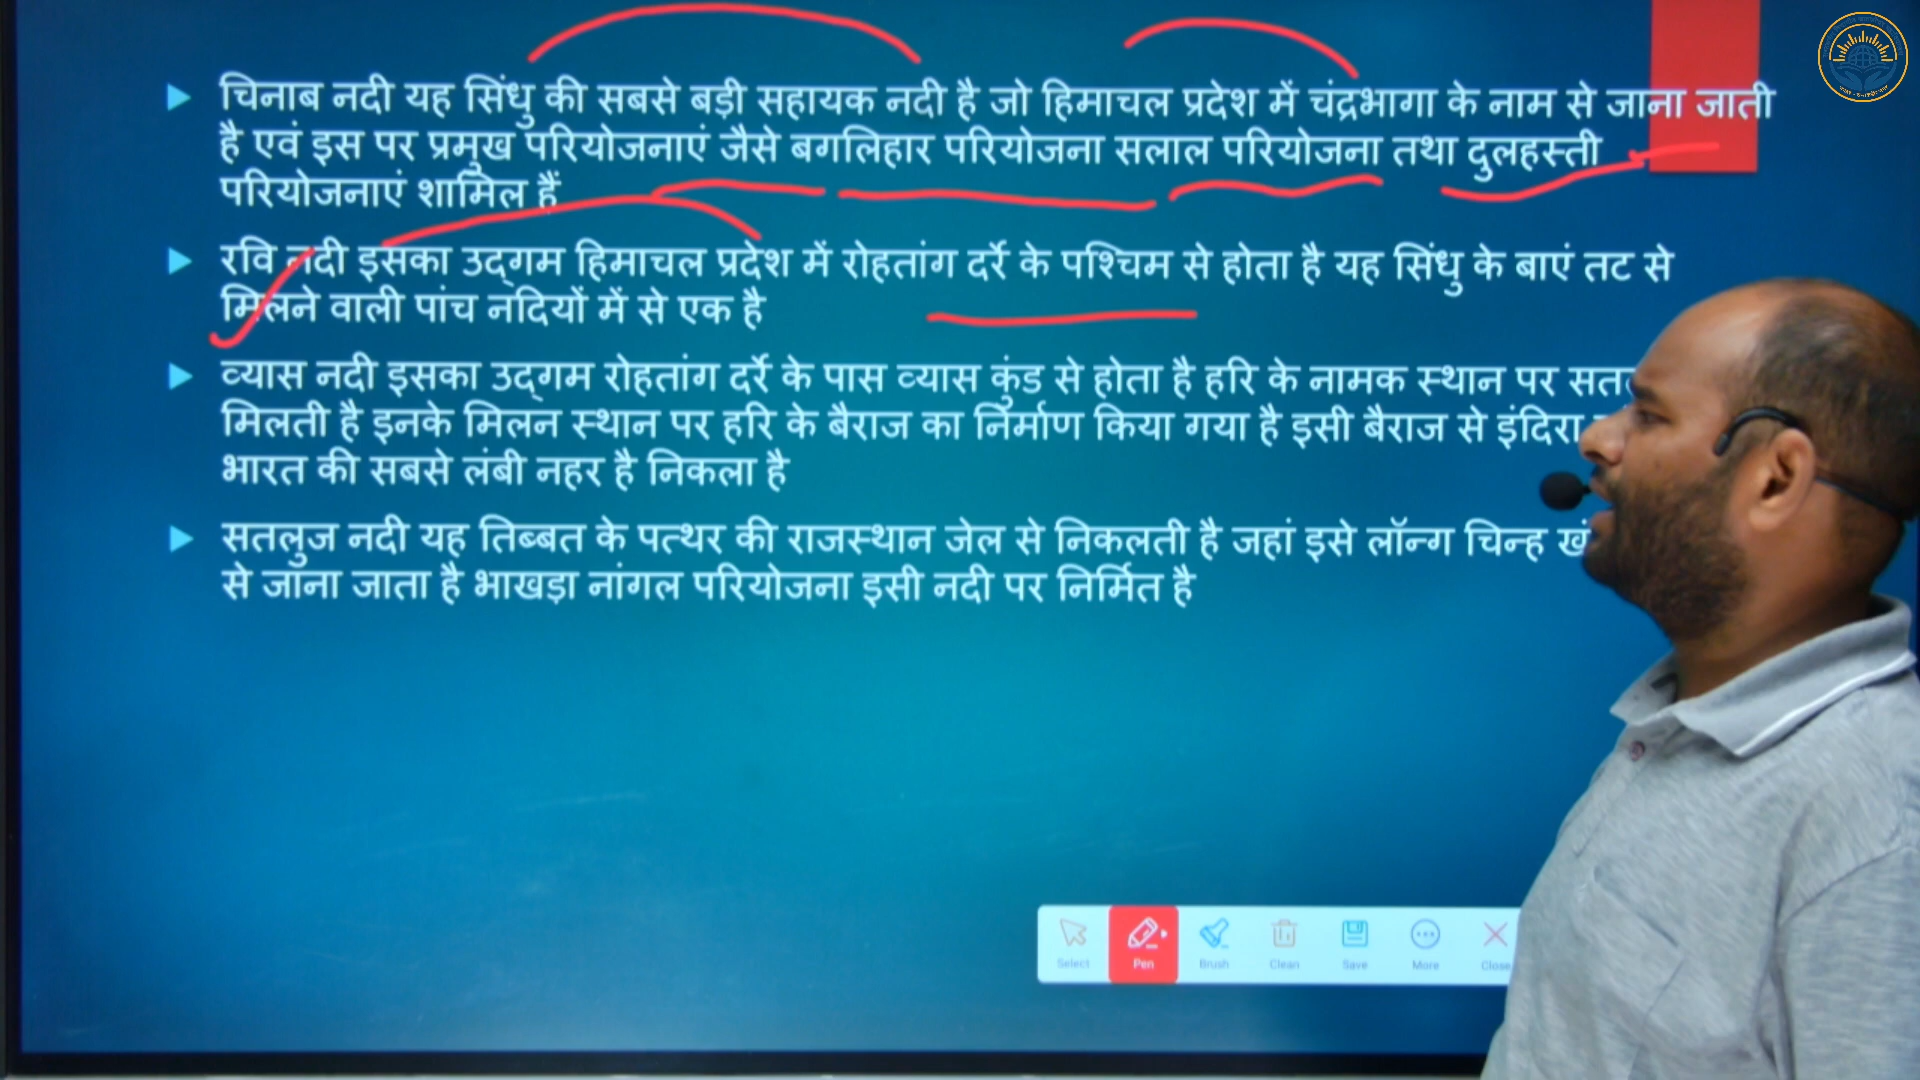 चिनाब नदी यह सिंधु की सबसे बड़ी सहायक नदी है जो हिमाचल प्रदेश में चंद्रभागा के नाम से जाना जाती
है एवं इस पर प्रमुख परियोजनाएं जैसे बगलिहार परियोजना सलाल परियोजना तथा दुलहस्ती
परियोजनाएं शामिल हैं
रवि नदी इसका उद्गम हिमाचल प्रदेश में रोहतांग दर्रे के पश्चिम से होता है यह सिंधु के बाएं तट से
मिलने वाली पांच नदियों में से एक है
व्यास नदी इसका उद्गम रोहतांग दर्रे के पास व्यास कुंड से होता है हरि के नामक स्थान पर
मिलती है इनके मिलन स्थान पर हरि के बैराज का निर्माण किया गया है इसी बैराज से इंदिरा
भारत की सबसे लंबी नहर है निकला है
सतलुज नदी यह तिब्बत के पत्थर की राजस्थान जेल से निकलती है जहां इसे लॉन्ग चिन्ह
से जाना जाता है भाखड़ा नांगल परियोजना इसी नदी पर निर्मित है
Select Pen Brush Clean Save More Close